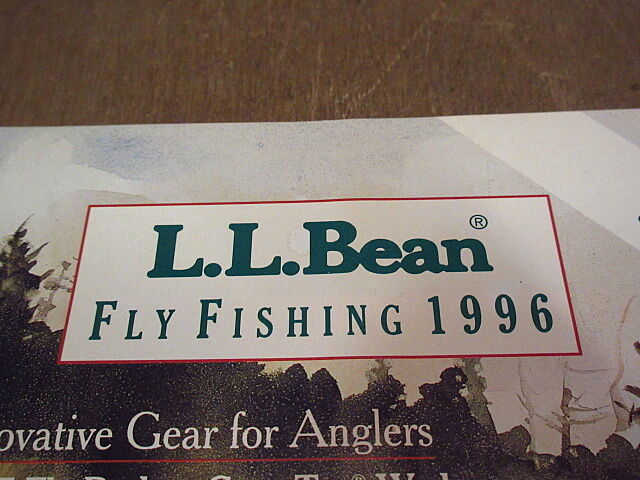 L.L.Bean®
FLY FISHING 1996
ovative Gear for Anglers